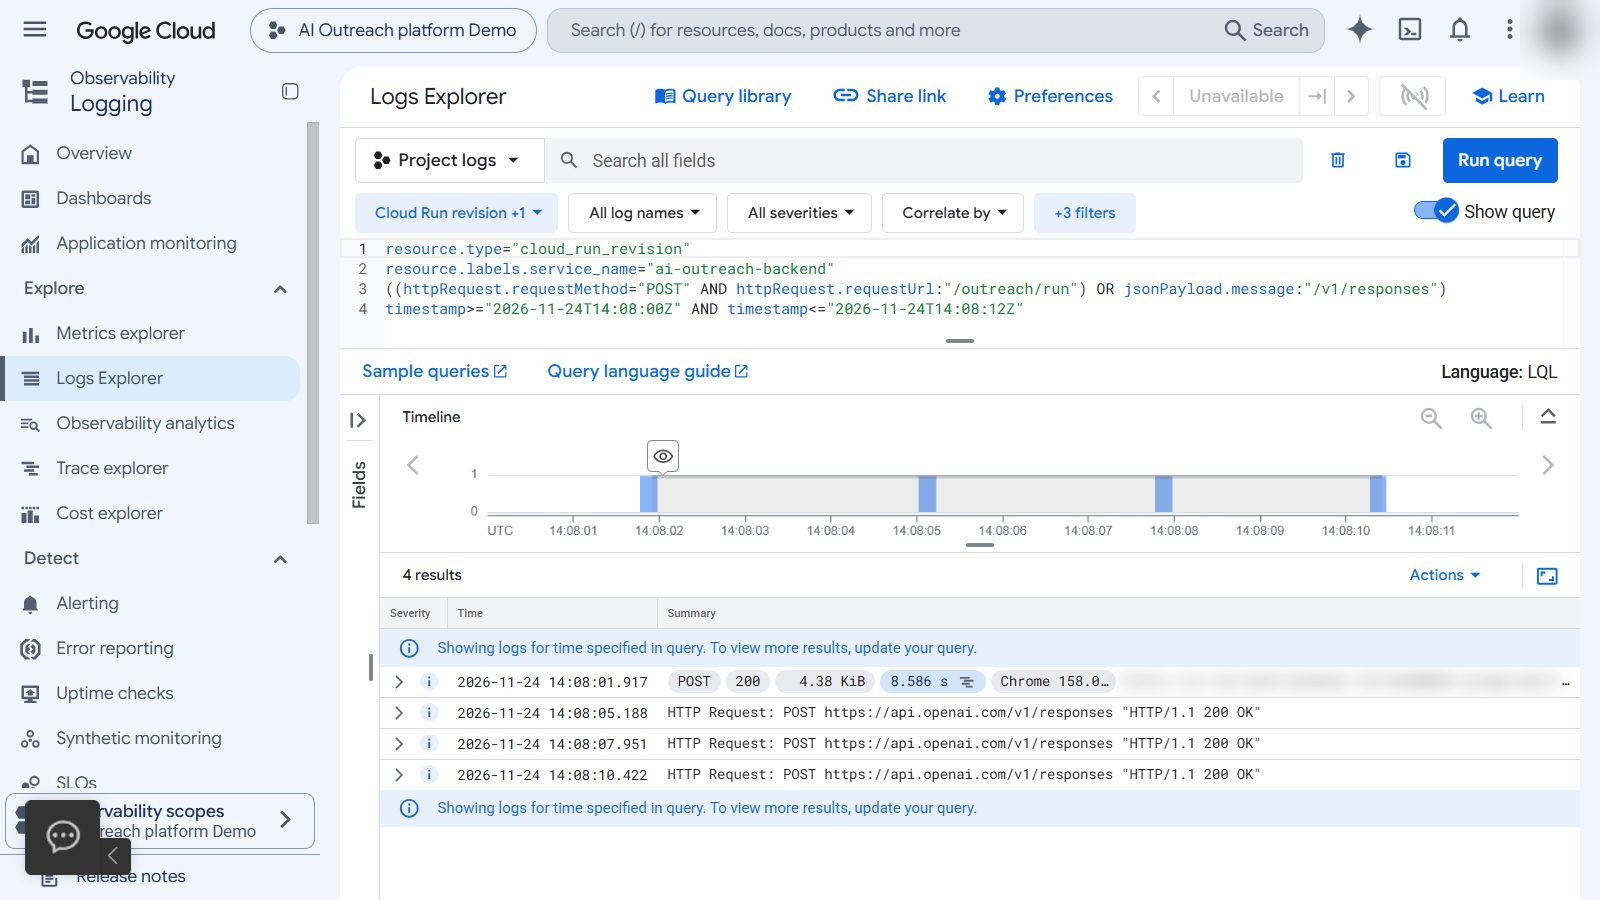 Google Cloud
AI Outreach platform Demo
Search (/) for resources, docs, products and more
Search
Observability
Logging
Overview
Dashboards
Application monitoring
Explore
Metrics explorer
Logs Explorer
Observability analytics
Trace explorer
Cost explorer
Detect
Alerting
Error reporting
Uptime checks
Synthetic monitoring
SLOs
rvability scopes
reach platform Demo
Release notes
Logs Explorer
Query library
Share link
Preferences
Unavailable
Learn
Project logs
Search all fields
Run query
Cloud Run revision +1
All log names
All severities
Correlate by
+3 filters
Show query
1 resource.type="cloud_run_revision"
2 resource.labels.service_name="ai-outreach-backend"
3 ((httpRequest.requestMethod="POST" AND httpRequest.requestUrl:"/outreach/run") OR jsonPayload.message:"/v1/responses")
4 timestamp>="2026-11-24T14:08:00Z" AND timestamp<="2026-11-24T14:08:12Z"
Sample queries
Query language guide
Language: LQL
Fields
Timeline
1
0
UTC 14:08:01 14:08:02 14:08:03 14:08:04 14:08:05 14:08:06 14:08:07 14:08:08 14:08:09 14:08:10 14:08:11
4 results
Actions
Severity Time Summary
Showing logs for time specified in query. To view more results, update your query.
i 2026-11-24 14:08:01.917 POST 200 4.38 KiB 8.586 s Chrome 158.0… …
i 2026-11-24 14:08:05.188 HTTP Request: POST https://api.openai.com/v1/responses "HTTP/1.1 200 OK"
i 2026-11-24 14:08:07.951 HTTP Request: POST https://api.openai.com/v1/responses "HTTP/1.1 200 OK"
i 2026-11-24 14:08:10.422 HTTP Request: POST https://api.openai.com/v1/responses "HTTP/1.1 200 OK"
Showing logs for time specified in query. To view more results, update your query.